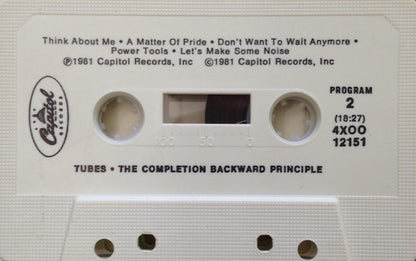 Think About Me • A Matter Of Pride • Don't Want To Wait Anymore •
Power Tools • Let's Make Some Noise
℗1981 Capitol Records, Inc ©1981 Capitol Records, Inc
Capitol
RECORDS
PROGRAM
2
(18:27)
4XOO
12151
100 50 0
TUBES • THE COMPLETION BACKWARD PRINCIPLE